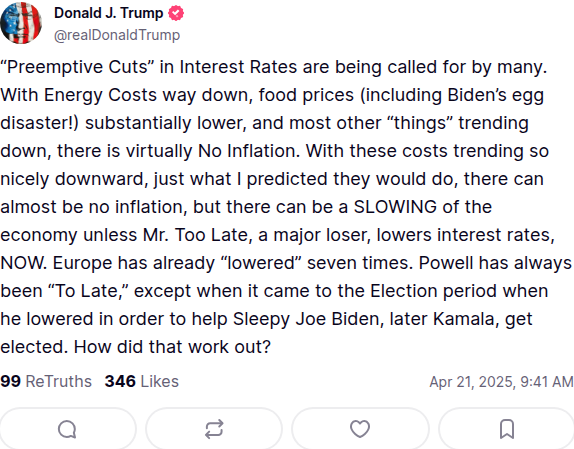 Donald J. Trump
@realDonaldTrump
“Preemptive Cuts” in Interest Rates are being called for by many.
With Energy Costs way down, food prices (including Biden’s egg
disaster!) substantially lower, and most other “things” trending
down, there is virtually No Inflation. With these costs trending so
nicely downward, just what I predicted they would do, there can
almost be no inflation, but there can be a SLOWING of the
economy unless Mr. Too Late, a major loser, lowers interest rates,
NOW. Europe has already “lowered” seven times. Powell has always
been “To Late,” except when it came to the Election period when
he lowered in order to help Sleepy Joe Biden, later Kamala, get
elected. How did that work out?
99 ReTruths 346 Likes Apr 21, 2025, 9:41 AM